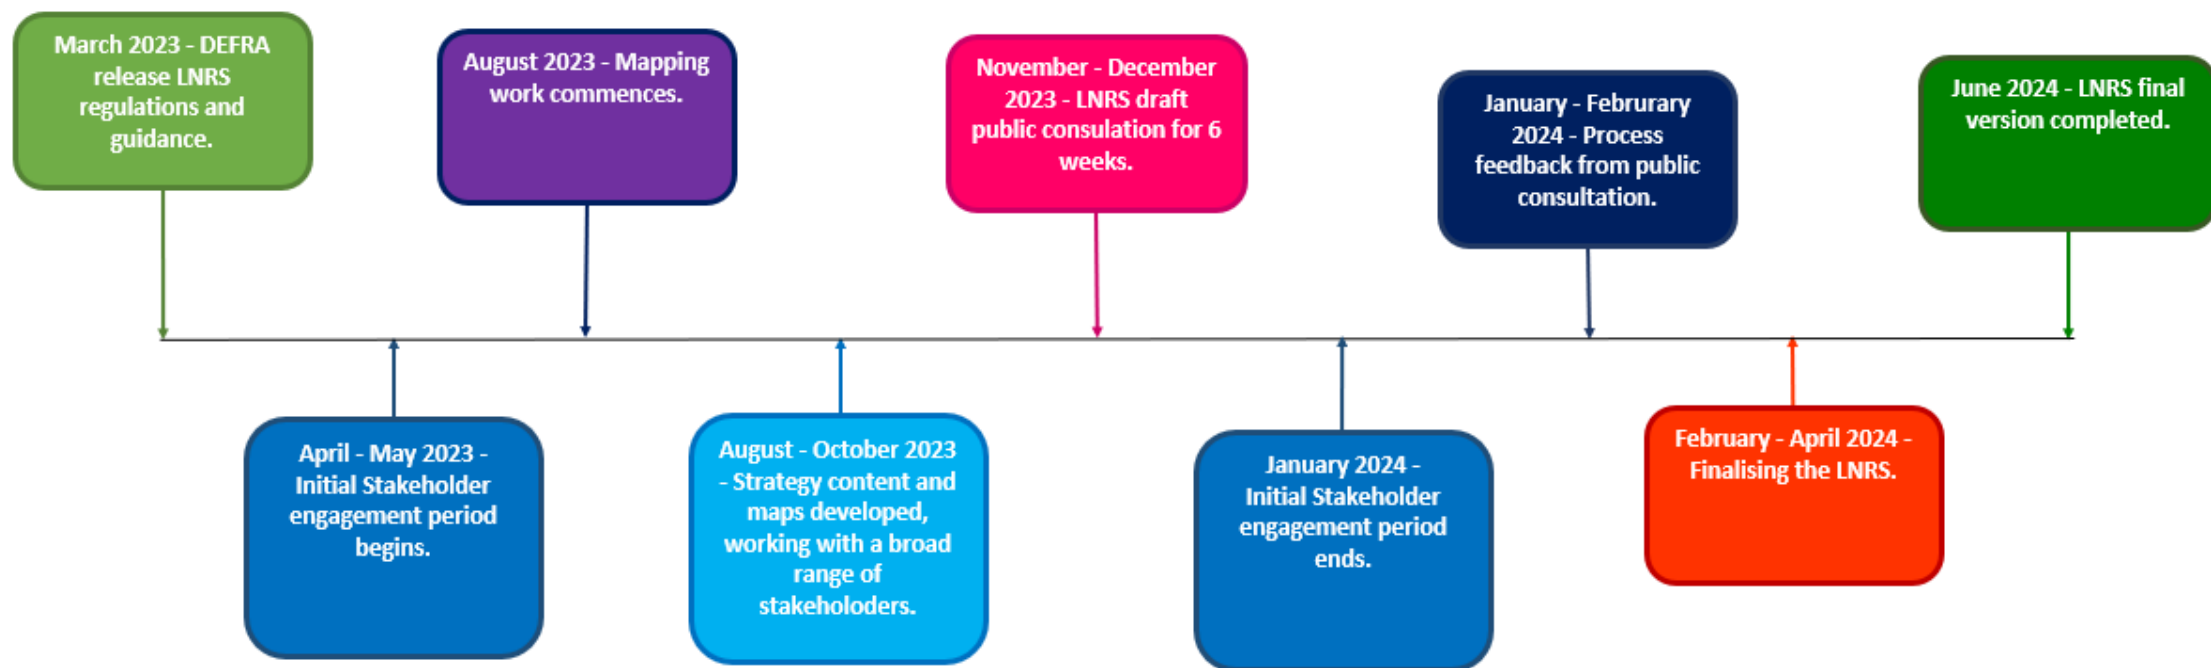 March 2023 - DEFRA
release LNRS
regulations and
guidance.
April - May 2023 -
Initial Stakeholder
engagement period
begins.
August 2023 - Mapping
work commences.
August - October 2023
- Strategy content and
maps developed,
working with a broad
range of
stakeholoders.
November - December
2023 - LNRS draft
public consulation for 6
weeks.
January 2024 -
Initial Stakeholder
engagement period
ends.
January - Februrary
2024 - Process
feedback from public
consultation.
February - April 2024 -
Finalising the LNRS.
June 2024 - LNRS final
version completed.